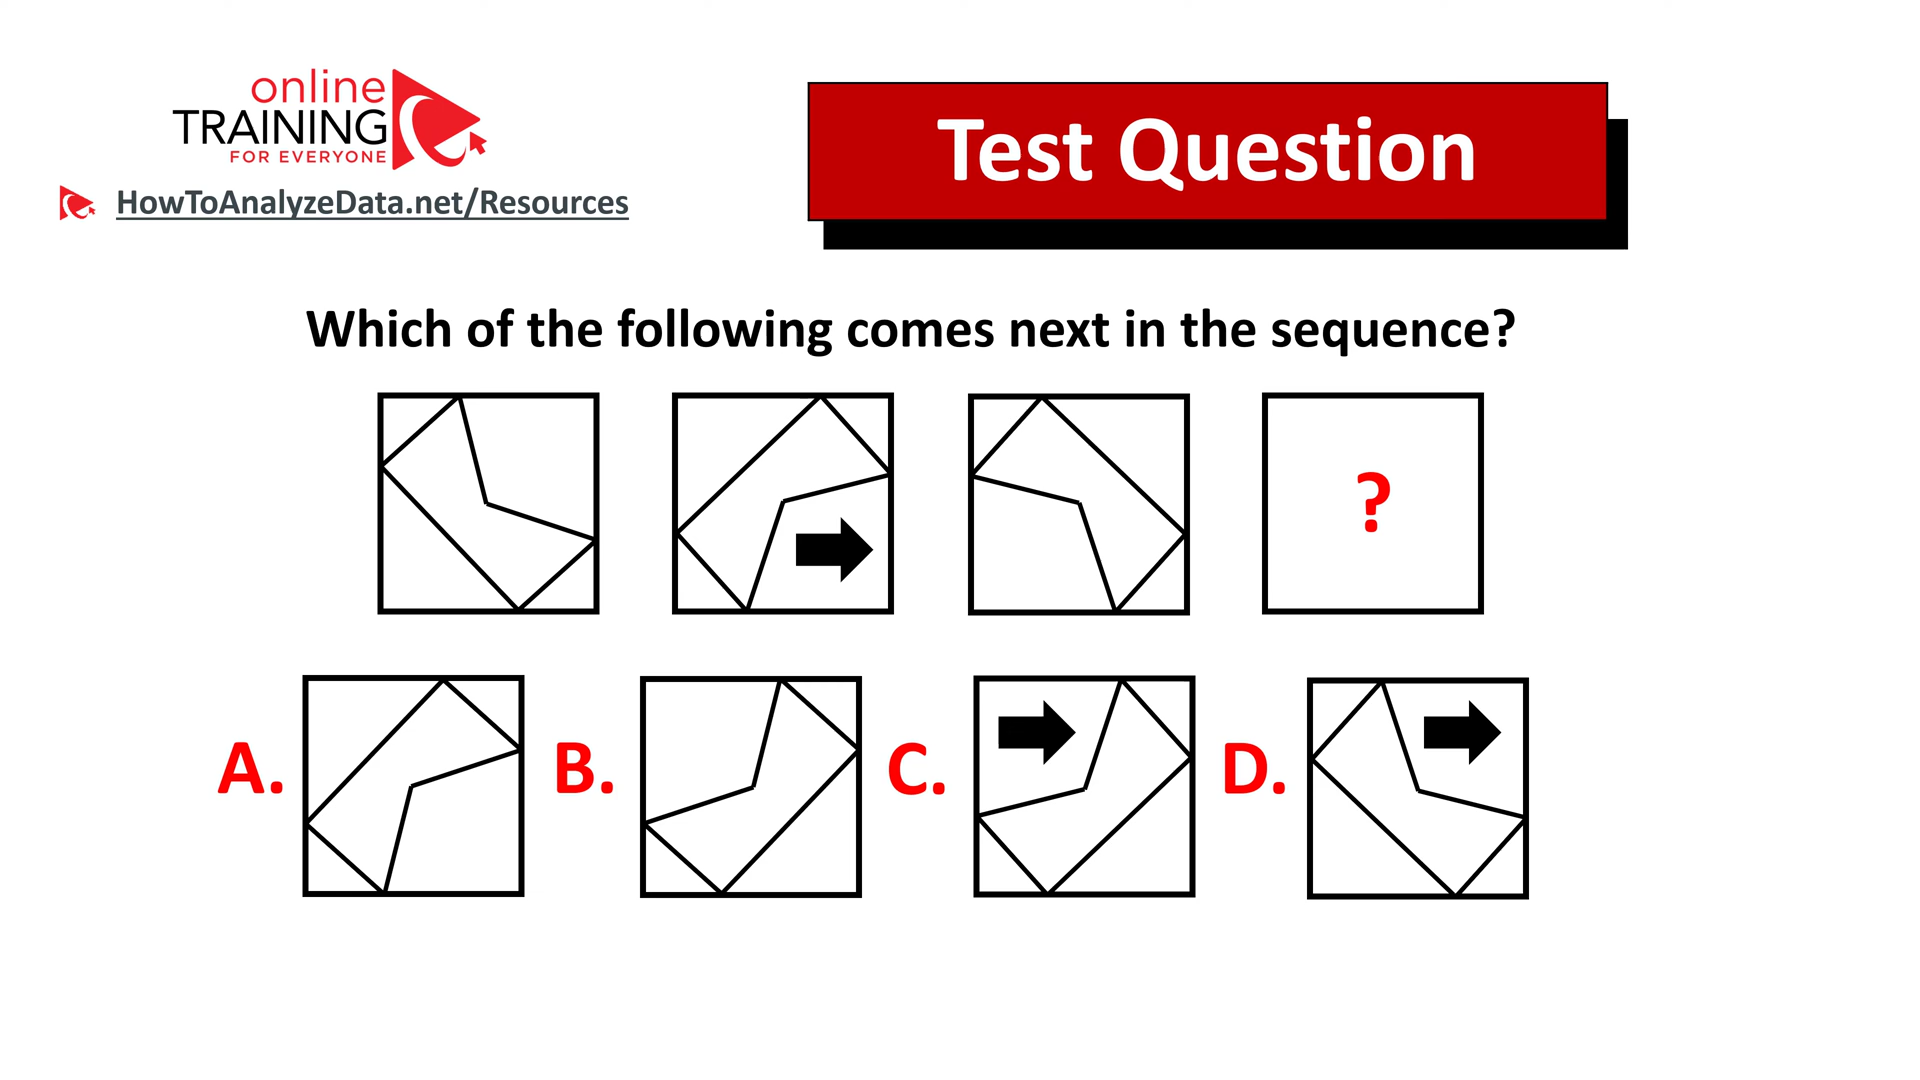 online
TRAINING
FOR EVERYONE
HowToAnalyzeData.net/Resources
Test Question
Which of the following comes next in the sequence?
?
A.
B.
C.
D.